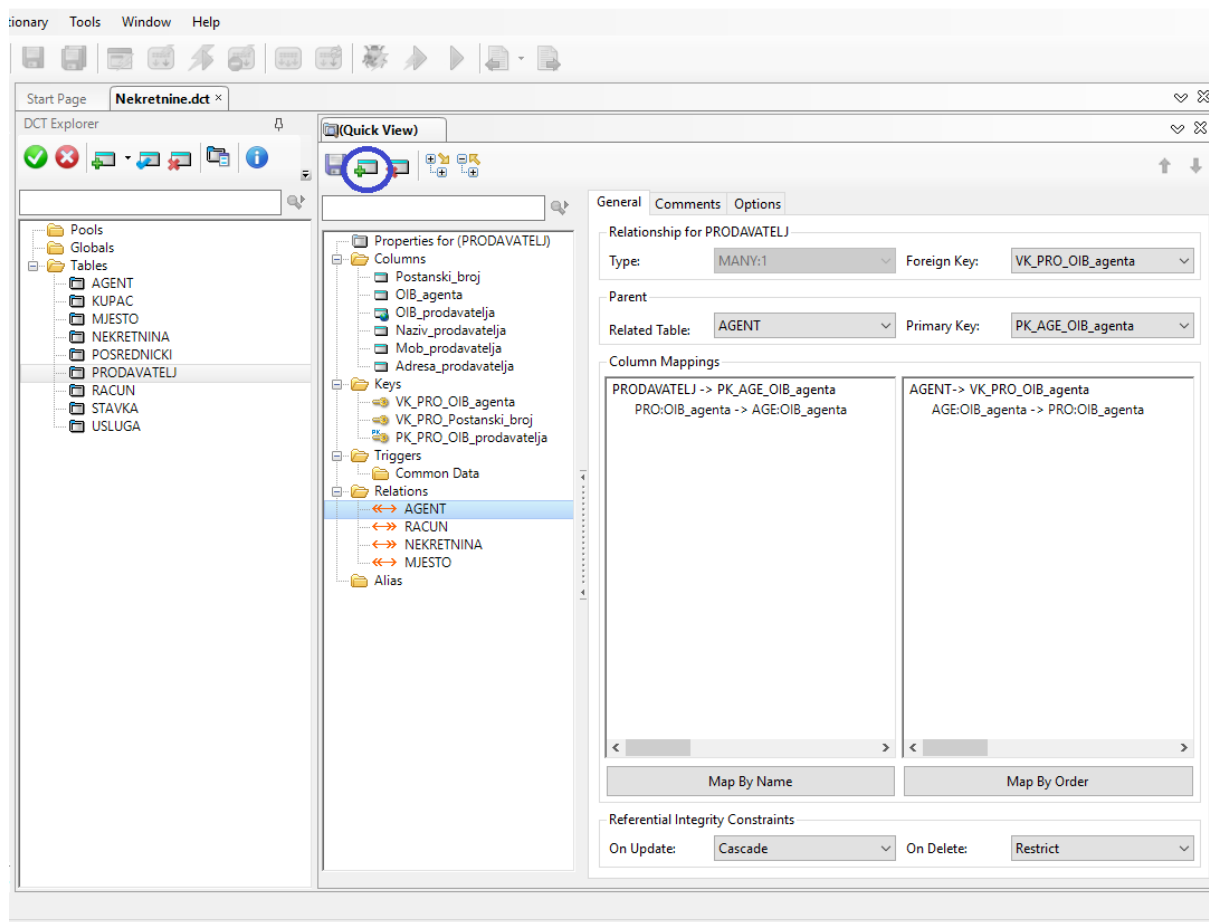 tionary Tools Window Help
Start Page Nekretnine.dct
DCT Explorer
Pools
Globals
Tables
AGENT
KUPAC
MJESTO
NEKRETNINA
POSREDNICKI
PRODAVATELJ
RACUN
STAVKA
USLUGA
(Quick View)
Properties for (PRODAVATELJ)
Columns
Postanski_broj
OIB_agenta
OIB_prodavatelja
Naziv_prodavatelja
Mob_prodavatelja
Adresa_prodavatelja
Keys
VK_PRO_OIB_agenta
VK_PRO_Postanski_broj
PK_PRO_OIB_prodavatelja
Triggers
Common Data
Relations
AGENT
RACUN
NEKRETNINA
MJESTO
Alias
General Comments Options
Relationship for PRODAVATELJ
Type: MANY:1 Foreign Key: VK_PRO_OIB_agenta
Parent
Related Table: AGENT Primary Key: PK_AGE_OIB_agenta
Column Mappings
PRODAVATELJ -> PK_AGE_OIB_agenta
PRO:OIB_agenta -> AGE:OIB_agenta
AGENT-> VK_PRO_OIB_agenta
AGE:OIB_agenta -> PRO:OIB_agenta
Map By Name Map By Order
Referential Integrity Constraints
On Update: Cascade On Delete: Restrict